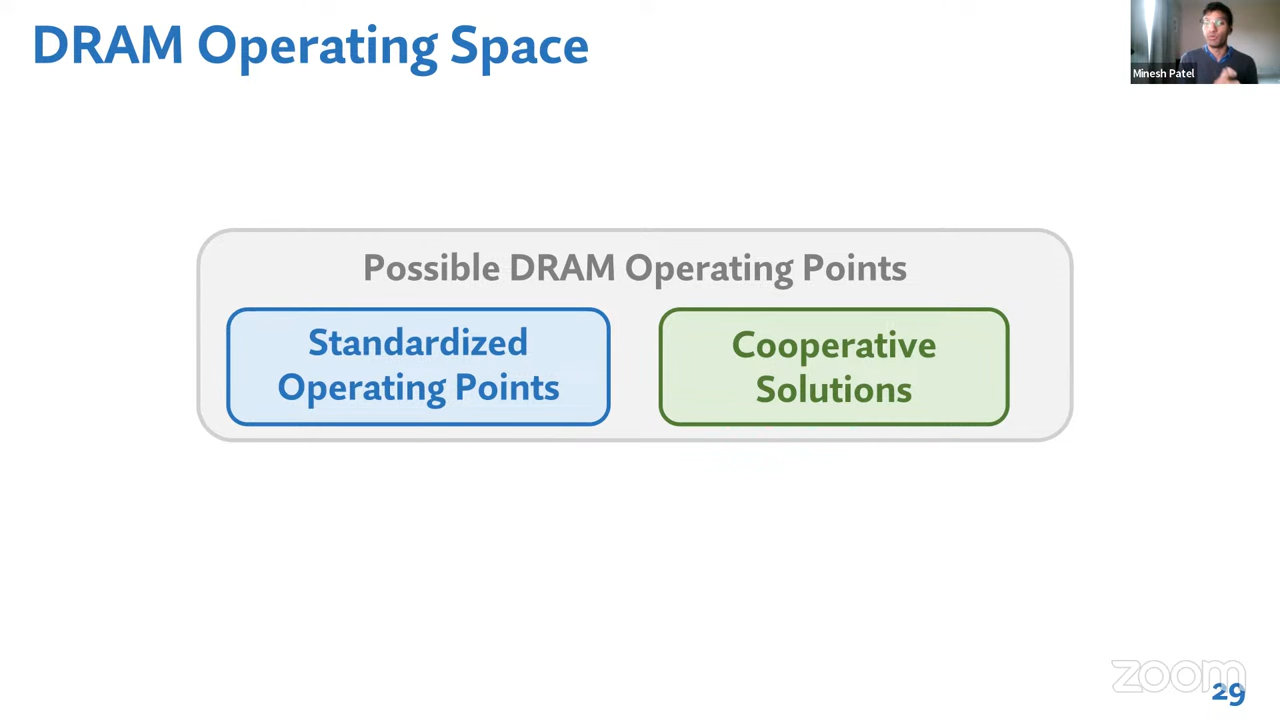 DRAM Operating Space
Minesh Patel
Possible DRAM Operating Points
Standardized
Operating Points
Cooperative
Solutions
zoom
29